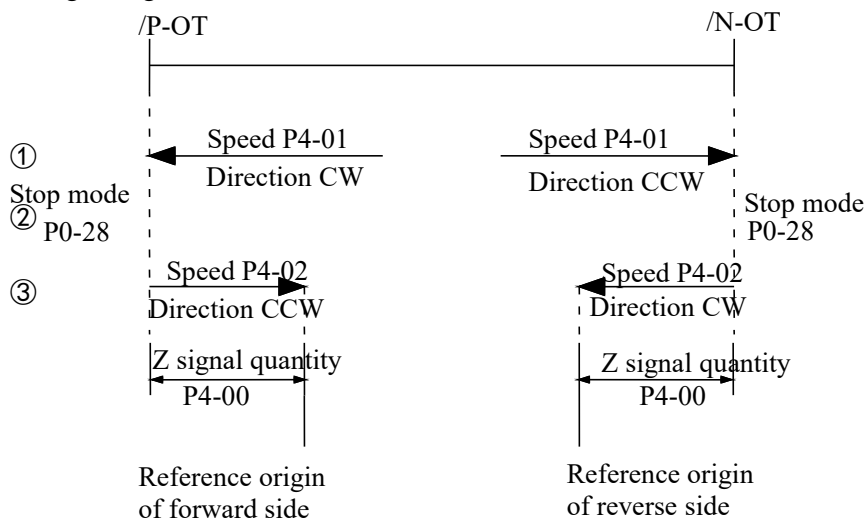 /P-OT
/N-OT
①
Speed P4-01
Direction CW
Speed P4-01
Direction CCW
Stop mode
②
P0-28
Stop mode
P0-28
③
Speed P4-02
Direction CCW
Speed P4-02
Direction CW
Z signal quantity
P4-00
Z signal quantity
P4-00
Reference origin
of forward side
Reference origin
of reverse side